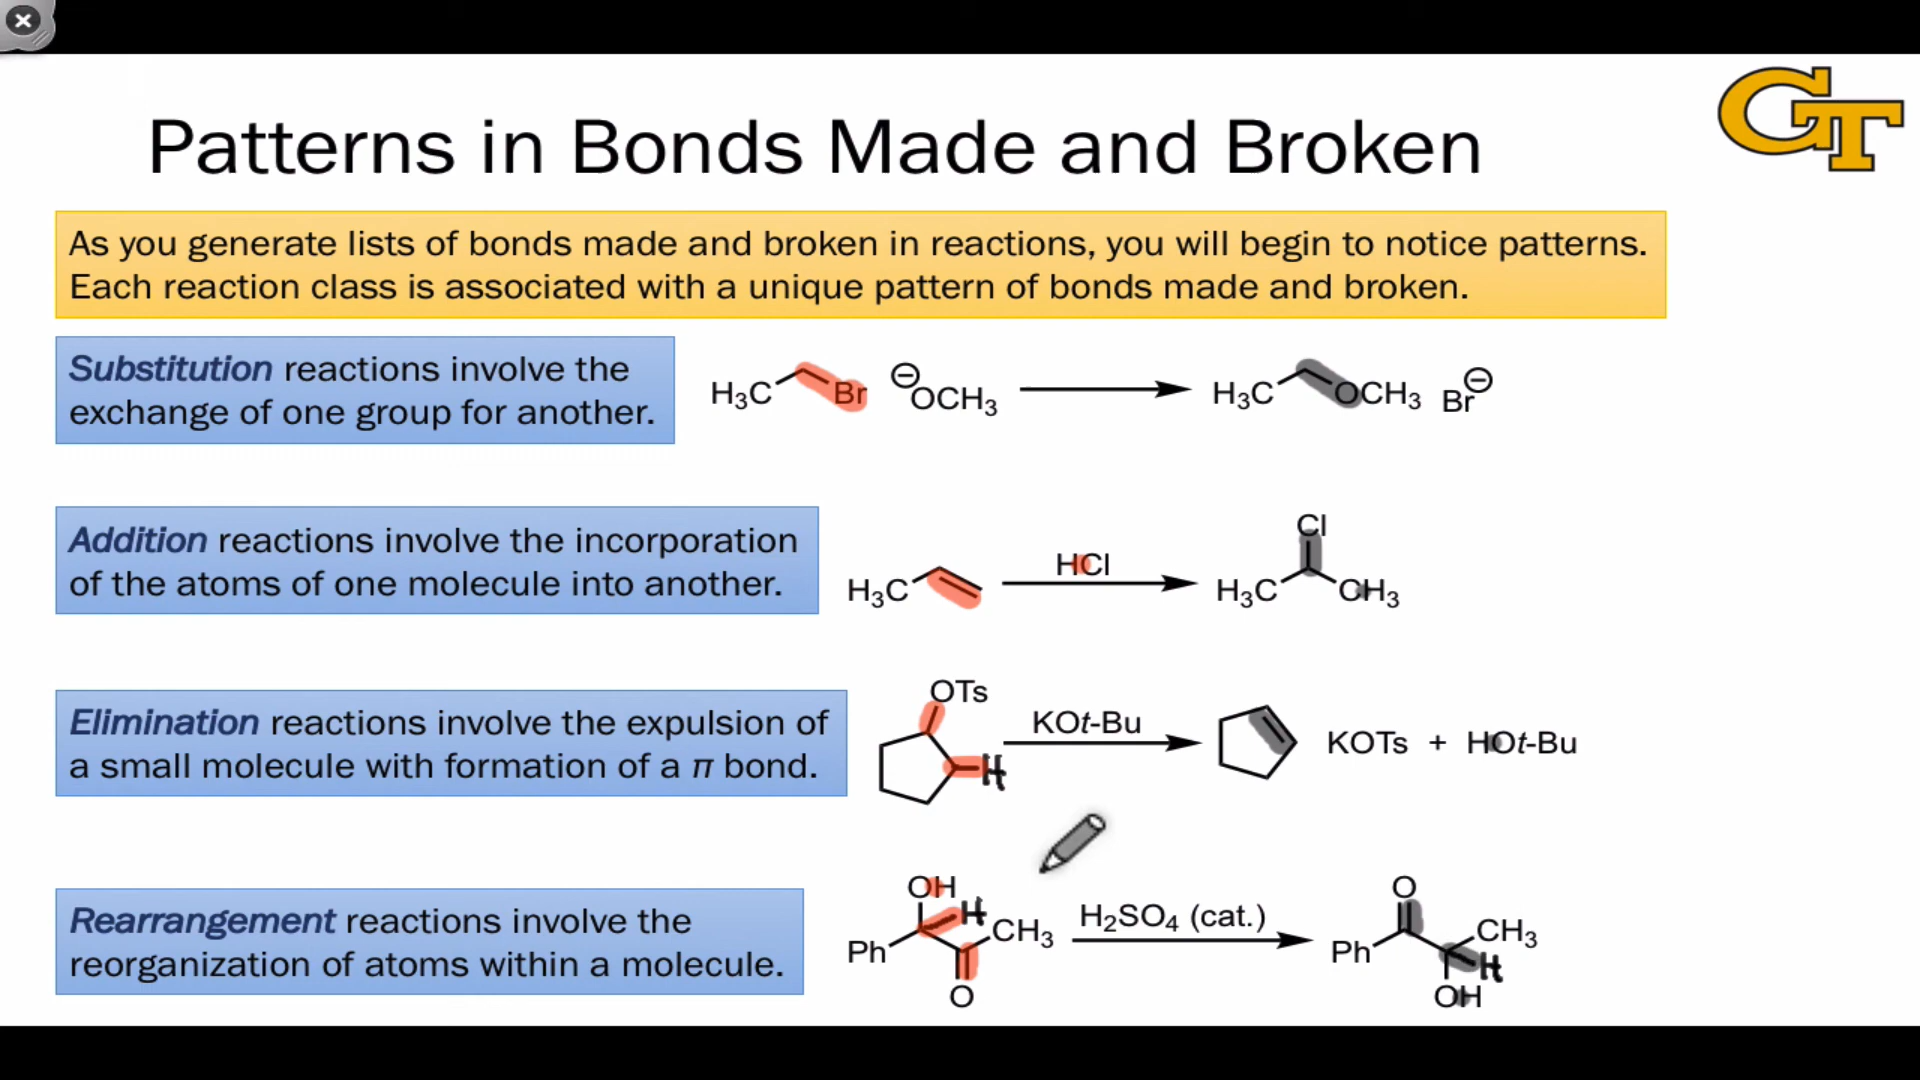 GT
Patterns in Bonds Made and Broken
As you generate lists of bonds made and broken in reactions, you will begin to notice patterns.
Each reaction class is associated with a unique pattern of bonds made and broken.
Substitution reactions involve the
exchange of one group for another.
H₃C Br ⊖OCH₃ H₃C OCH₃ Br⊖
Addition reactions involve the incorporation
of the atoms of one molecule into another.
H₃C HCl H₃C Cl CH₃
Elimination reactions involve the expulsion of
a small molecule with formation of a π bond.
OTs H KOt-Bu KOTs + HOt-Bu
Rearrangement reactions involve the
reorganization of atoms within a molecule.
OH H Ph CH₃ O H₂SO₄ (cat.) O Ph CH₃ H OH